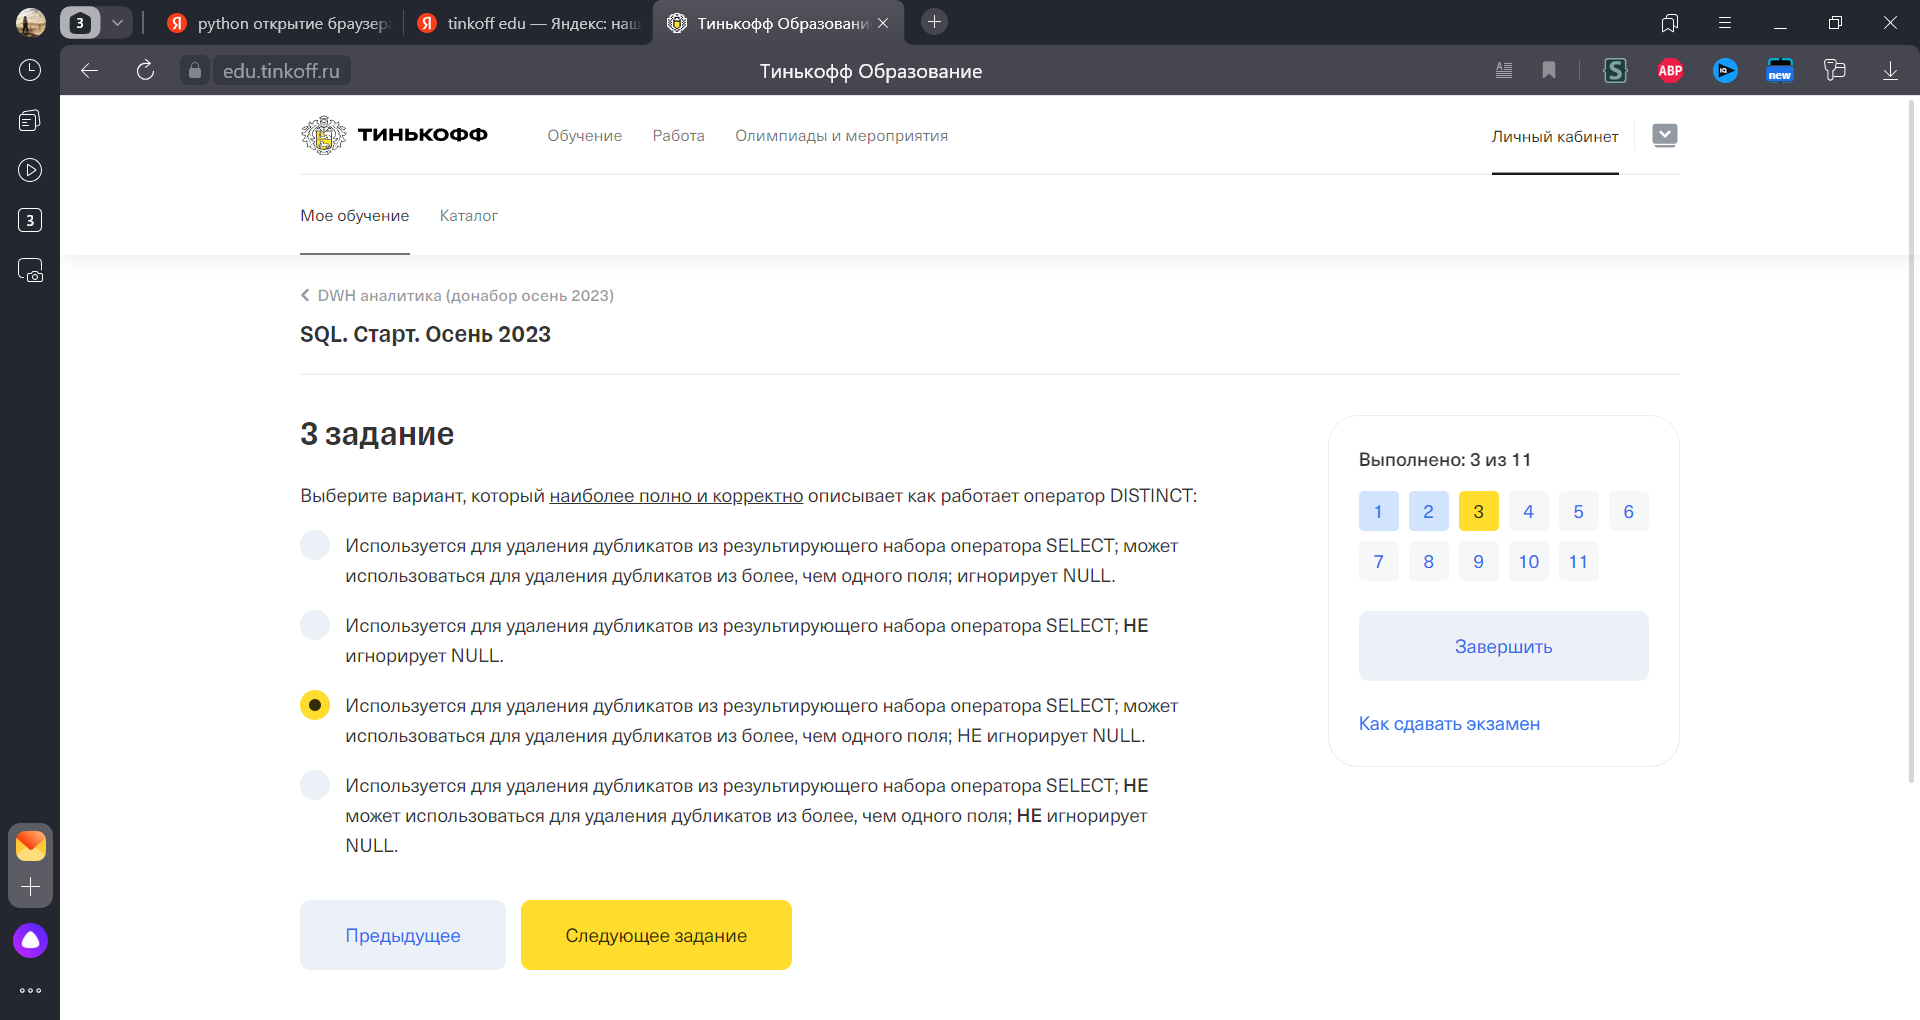 3
python открытие браузера
tinkoff edu — Яндекс: наш
Тинькофф Образовани
edu.tinkoff.ru
Тинькофф Образование
S
ABP
IQ
new
3
ТИНЬКОФФ
Обучение
Работа
Олимпиады и мероприятия
Личный кабинет
Мое обучение
Каталог
DWH аналитика (донабор осень 2023)
SQL. Старт. Осень 2023
3 задание
Выберите вариант, который наиболее полно и корректно описывает как работает оператор DISTINCT:
Используется для удаления дубликатов из результирующего набора оператора SELECT; может
использоваться для удаления дубликатов из более, чем одного поля; игнорирует NULL.
Используется для удаления дубликатов из результирующего набора оператора SELECT; НЕ
игнорирует NULL.
Используется для удаления дубликатов из результирующего набора оператора SELECT; может
использоваться для удаления дубликатов из более, чем одного поля; НЕ игнорирует NULL.
Используется для удаления дубликатов из результирующего набора оператора SELECT; НЕ
может использоваться для удаления дубликатов из более, чем одного поля; НЕ игнорирует
NULL.
Предыдущее
Следующее задание
Выполнено: 3 из 11
1 2 3 4 5 6
7 8 9 10 11
Завершить
Как сдавать экзамен